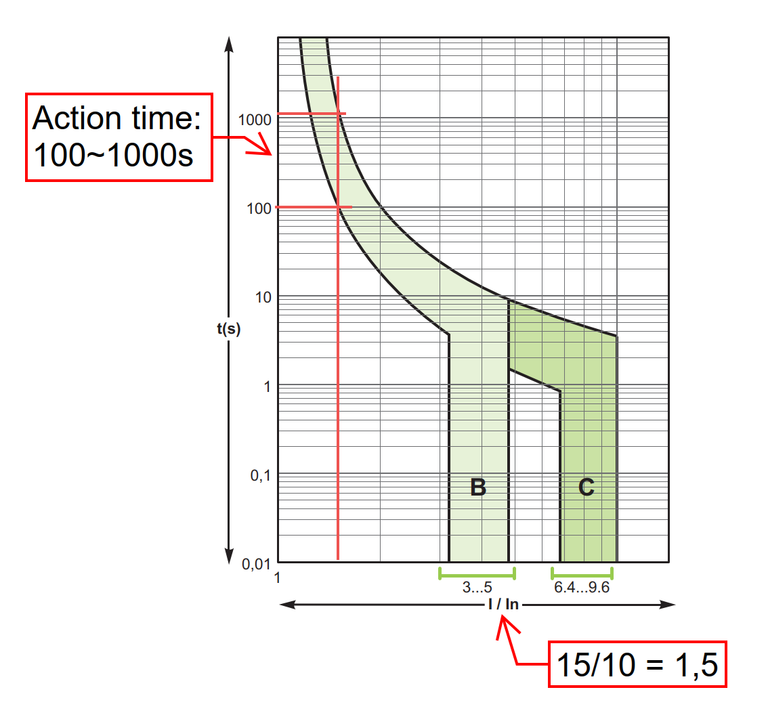 Action time:
100~1000s
1000
100
10
t(s)
1
B
C
0,1
0,01
1
3...5
6.4...9.6
I / In
15/10 = 1,5